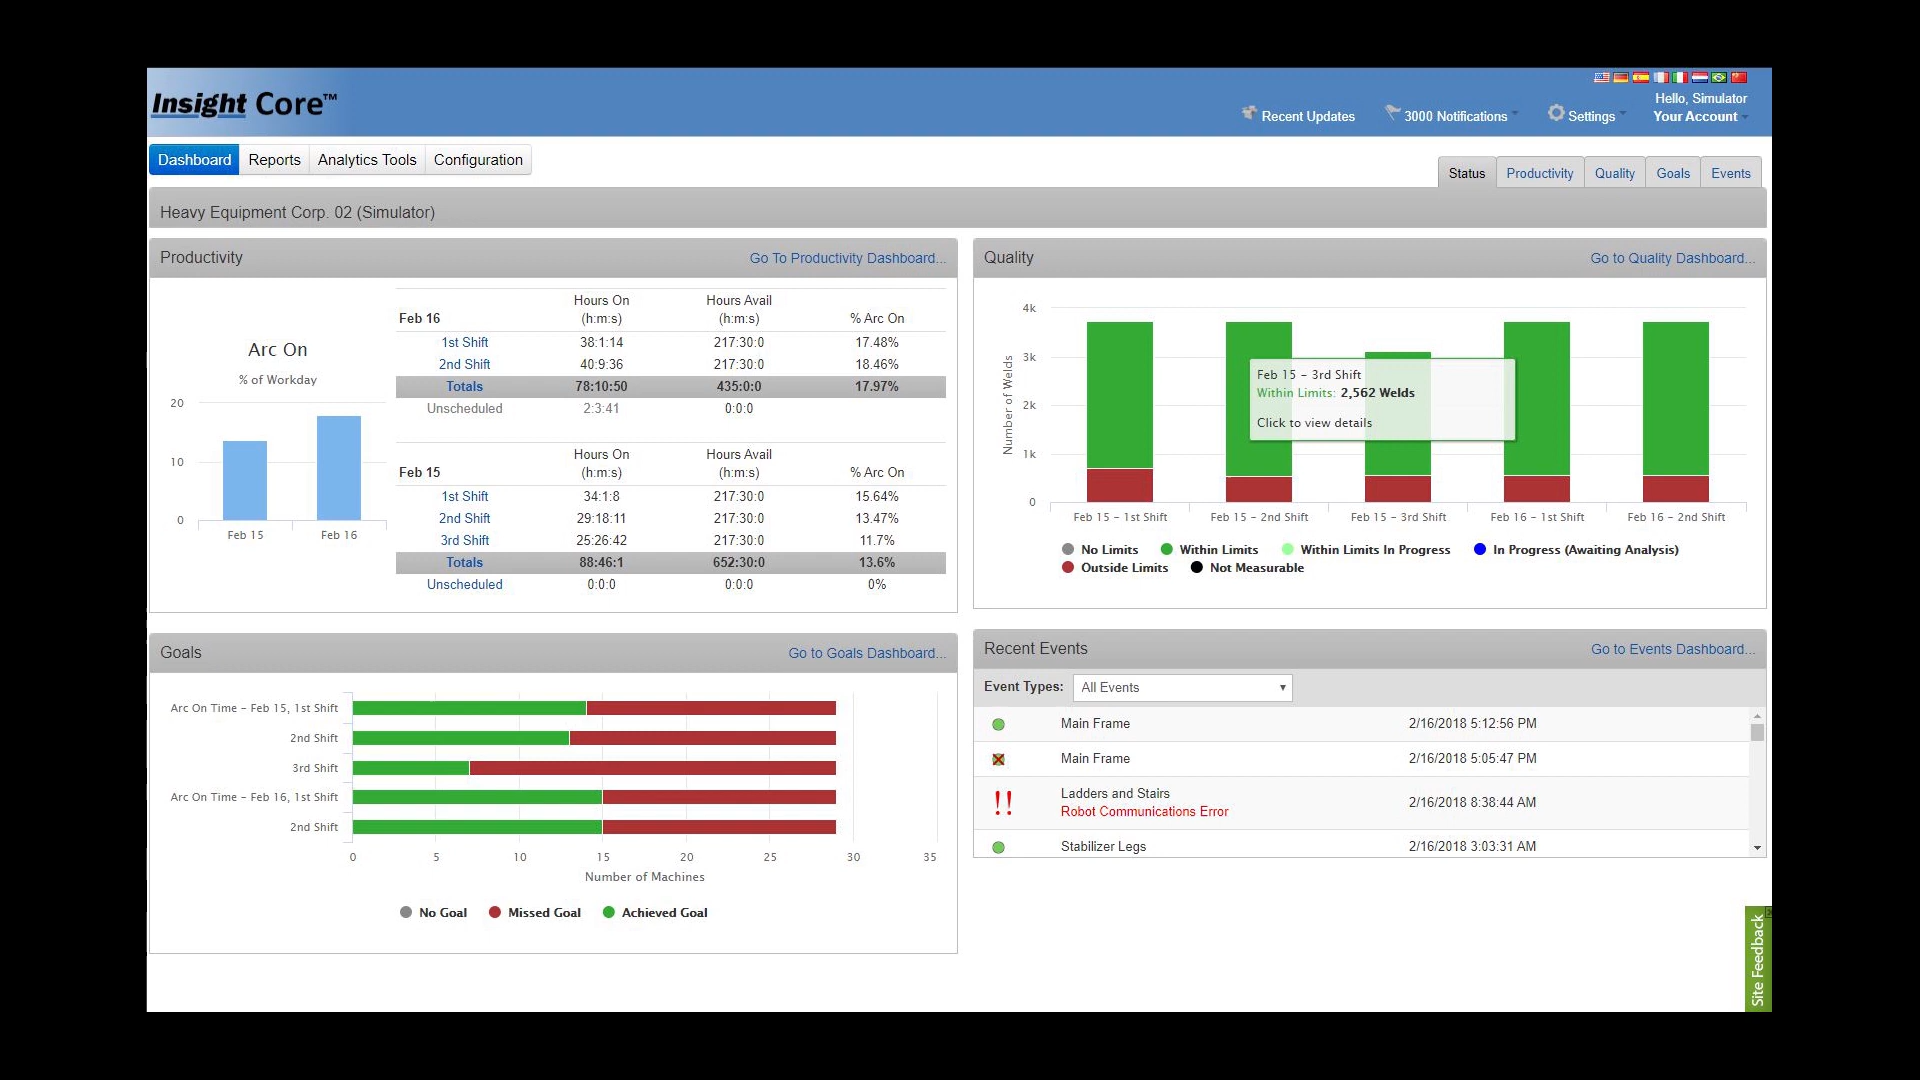 Insight Core™
Recent Updates
3000 Notifications
Settings
Hello, Simulator
Your Account
Dashboard Reports Analytics Tools Configuration
Status Productivity Quality Goals Events
Heavy Equipment Corp. 02 (Simulator)
Productivity
Go To Productivity Dashboard...
Arc On
% of Workday
20
10
0
Feb 15 Feb 16
Hours On Hours Avail
Feb 16 (h:m:s) (h:m:s) % Arc On
1st Shift 38:1:14 217:30:0 17.48%
2nd Shift 40:9:36 217:30:0 18.46%
Totals 78:10:50 435:0:0 17.97%
Unscheduled 2:3:41 0:0:0
Hours On Hours Avail
Feb 15 (h:m:s) (h:m:s) % Arc On
1st Shift 34:1:8 217:30:0 15.64%
2nd Shift 29:18:11 217:30:0 13.47%
3rd Shift 25:26:42 217:30:0 11.7%
Totals 88:46:1 652:30:0 13.6%
Unscheduled 0:0:0 0:0:0 0%
Quality
Go to Quality Dashboard...
Number of Welds
4k
3k
2k
1k
0
Feb 15 - 3rd Shift
Within Limits: 2,562 Welds
Click to view details
Feb 15 - 1st Shift Feb 15 - 2nd Shift Feb 15 - 3rd Shift Feb 16 - 1st Shift Feb 16 - 2nd Shift
No Limits Within Limits Within Limits In Progress In Progress (Awaiting Analysis)
Outside Limits Not Measurable
Goals
Go to Goals Dashboard...
Arc On Time - Feb 15, 1st Shift
2nd Shift
3rd Shift
Arc On Time - Feb 16, 1st Shift
2nd Shift
0 5 10 15 20 25 30 35
Number of Machines
No Goal Missed Goal Achieved Goal
Recent Events
Go to Events Dashboard...
Event Types: All Events
Main Frame 2/16/2018 5:12:56 PM
Main Frame 2/16/2018 5:05:47 PM
Ladders and Stairs
Robot Communications Error
2/16/2018 8:38:44 AM
Stabilizer Legs 2/16/2018 3:03:31 AM
Site Feedback